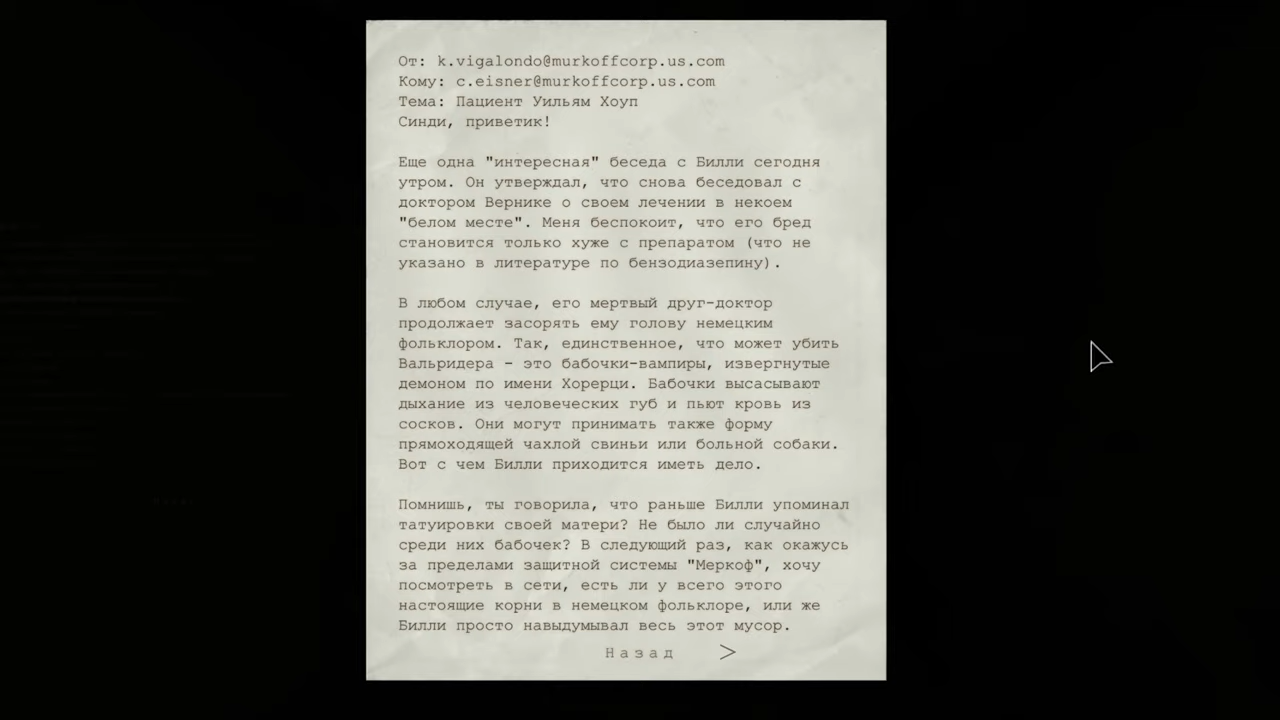 От: k.vigalondo@murkoffcorp.us.com
Кому: c.eisner@murkoffcorp.us.com
Тема: Пациент Уильям Хоуп
Синди, приветик!
Еще одна "интересная" беседа с Билли сегодня
утром. Он утверждал, что снова беседовал с
доктором Вернике о своем лечении в некоем
"белом месте". Меня беспокоит, что его бред
становится только хуже с препаратом (что не
указано в литературе по бензодиазепину).
В любом случае, его мертвый друг-доктор
продолжает засорять ему голову немецким
фольклором. Так, единственное, что может убить
Вальридера - это бабочки-вампиры, извергнутые
демоном по имени Хорерци. Бабочки высасывают
дыхание из человеческих губ и пьют кровь из
сосков. Они могут принимать также форму
прямоходящей чахлой свиньи или больной собаки.
Вот с чем Билли приходится иметь дело.
Помнишь, ты говорила, что раньше Билли упоминал
татуировки своей матери? Не было ли случайно
среди них бабочек? В следующий раз, как окажусь
за пределами защитной системы "Меркоф", хочу
посмотреть в сети, есть ли у всего этого
настоящие корни в немецком фольклоре, или же
Билли просто навыдумывал весь этот мусор.
Назад >